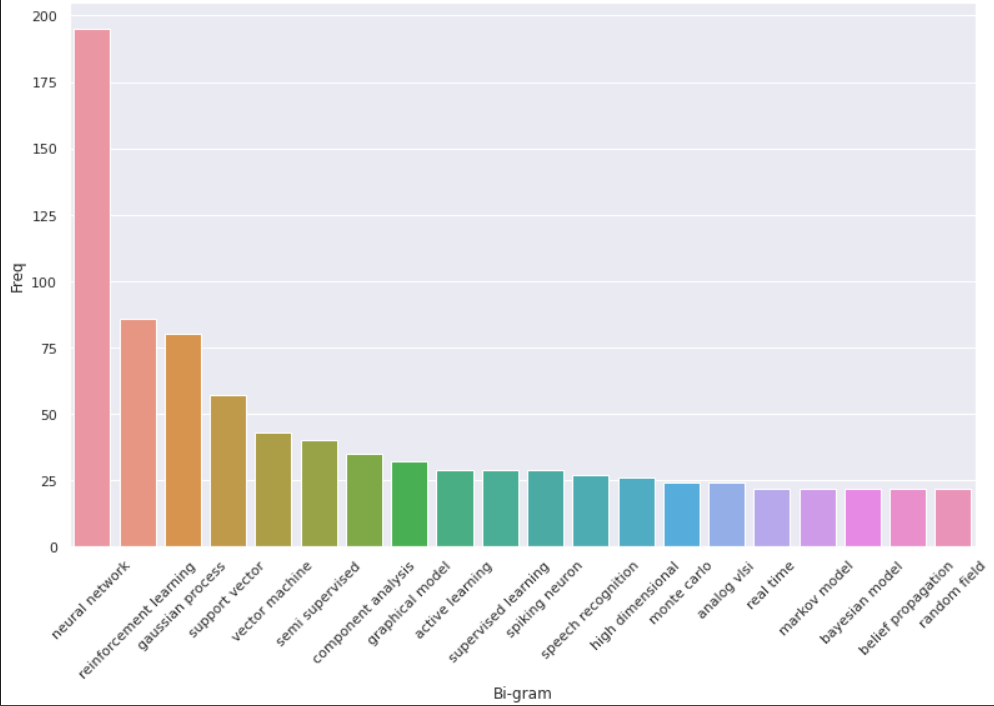 200
175
150
125
100
75
50
25
0
Freq
neural network
reinforcement learning
gaussian process
support vector
vector machine
semi supervised
component analysis
graphical model
active learning
supervised learning
spiking neuron
speech recognition
high dimensional
monte carlo
analog vlsi
real time
markov model
bayesian model
belief propagation
random field
Bi-gram